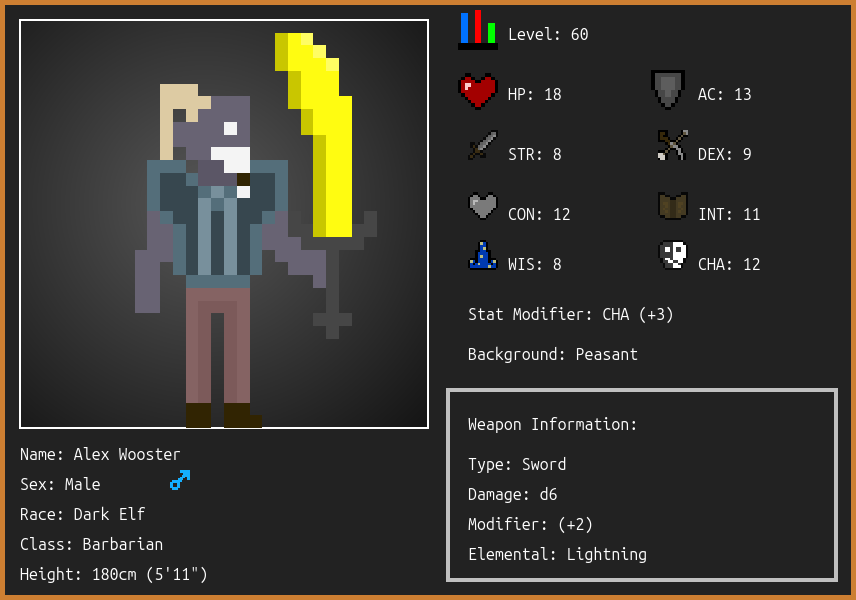 Level: 60
HP: 18
AC: 13
STR: 8
DEX: 9
CON: 12
INT: 11
WIS: 8
CHA: 12
Stat Modifier: CHA (+3)
Background: Peasant
Name: Alex Wooster
Sex: Male
Race: Dark Elf
Class: Barbarian
Height: 180cm (5'11")
Weapon Information:
Type: Sword
Damage: d6
Modifier: (+2)
Elemental: Lightning